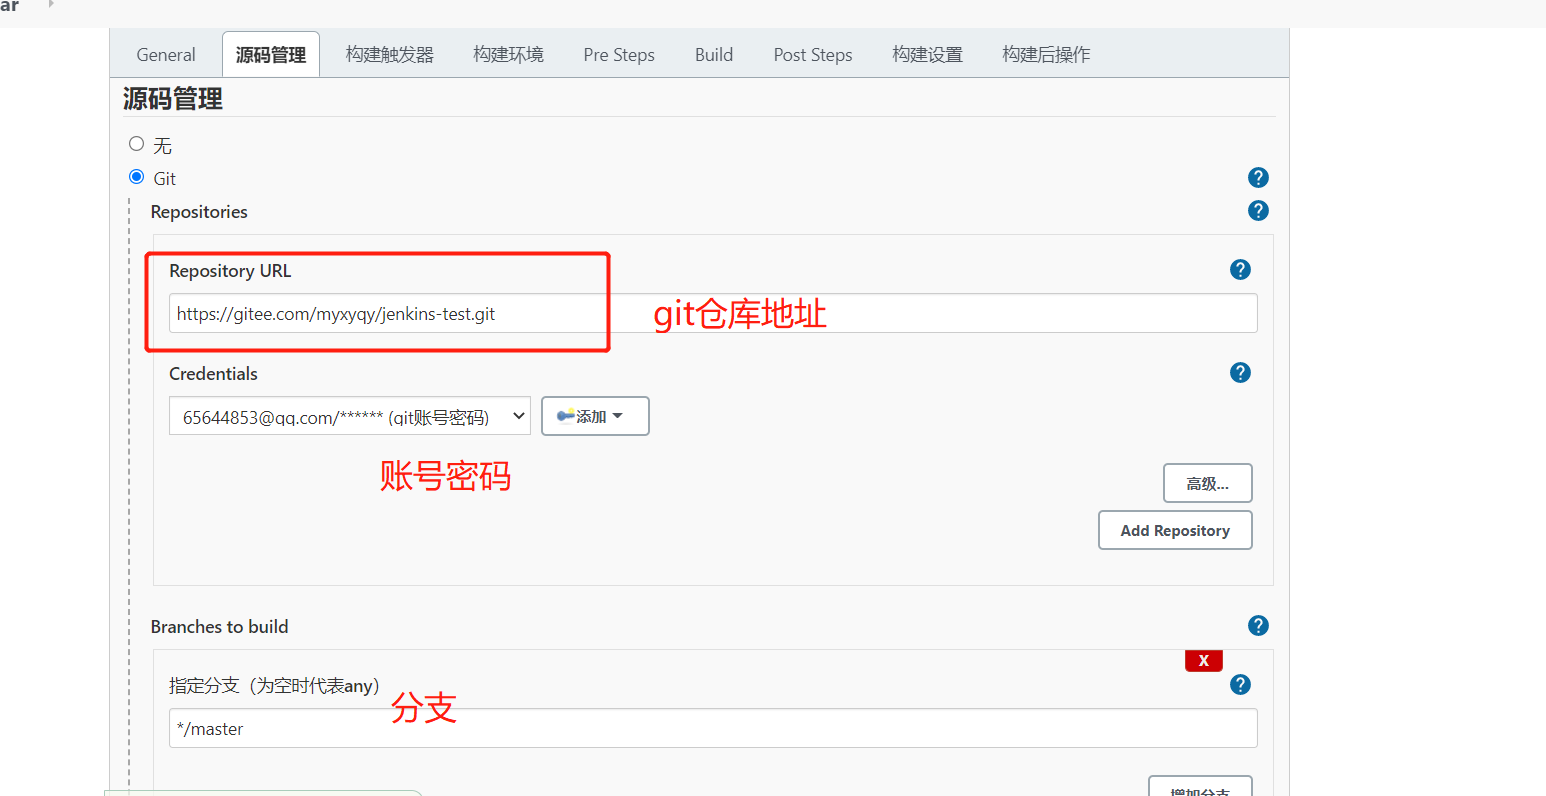 ar
General 源码管理 构建触发器 构建环境 Pre Steps Build Post Steps 构建设置 构建后操作
源码管理
无
Git
Repositories
Repository URL
https://gitee.com/myxyqy/jenkins-test.git
git仓库地址
Credentials
65644853@qq.com/****** (git账号密码)
添加
账号密码
高级...
Add Repository
Branches to build
X
指定分支（为空时代表any）
分支
*/master
增加分支